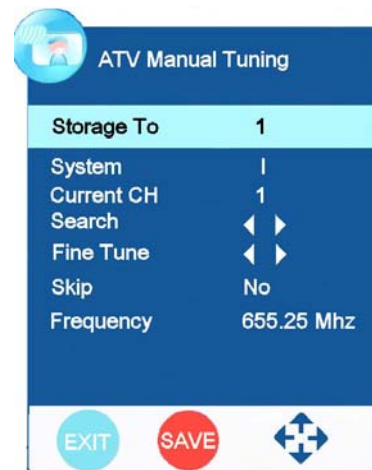 ATV Manual Tuning
Storage To 1
System I
Current CH 1
Search
Fine Tune
Skip No
Frequency 655.25 Mhz
EXIT SAVE